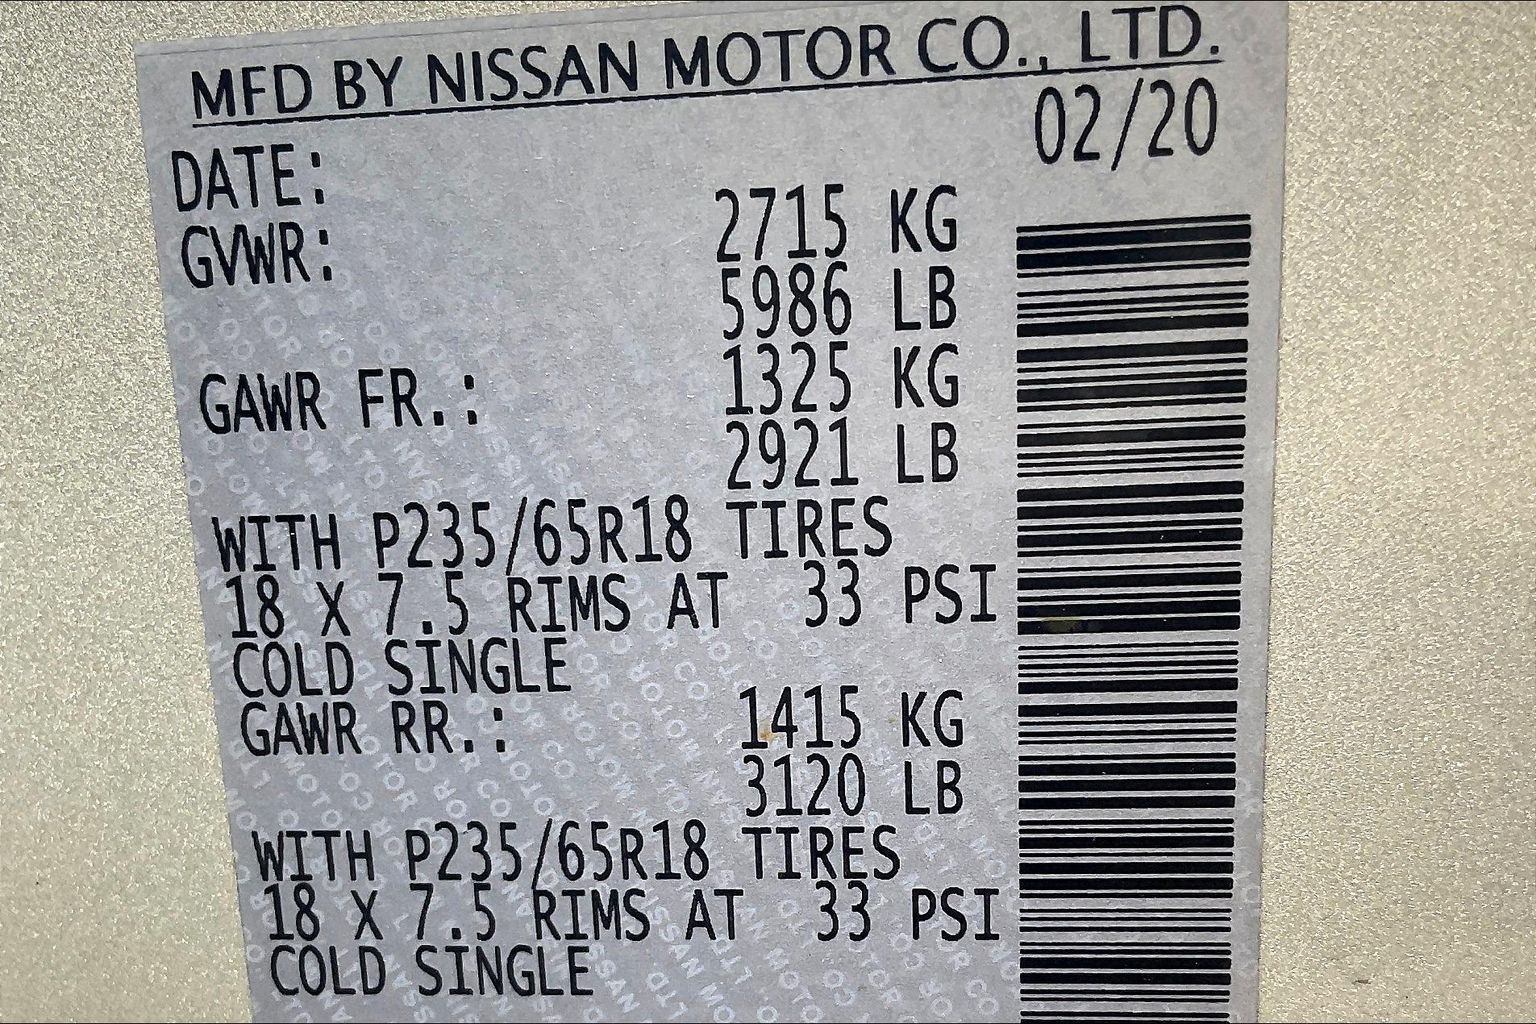 MFD BY NISSAN MOTOR CO., LTD.
DATE: 02/20
GVWR: 2715 KG
5986 LB
GAWR FR.: 1325 KG
2921 LB
WITH P235/65R18 TIRES
18 X 7.5 RIMS AT 33 PSI
COLD SINGLE
GAWR RR.: 1415 KG
3120 LB
WITH P235/65R18 TIRES
18 X 7.5 RIMS AT 33 PSI
COLD SINGLE